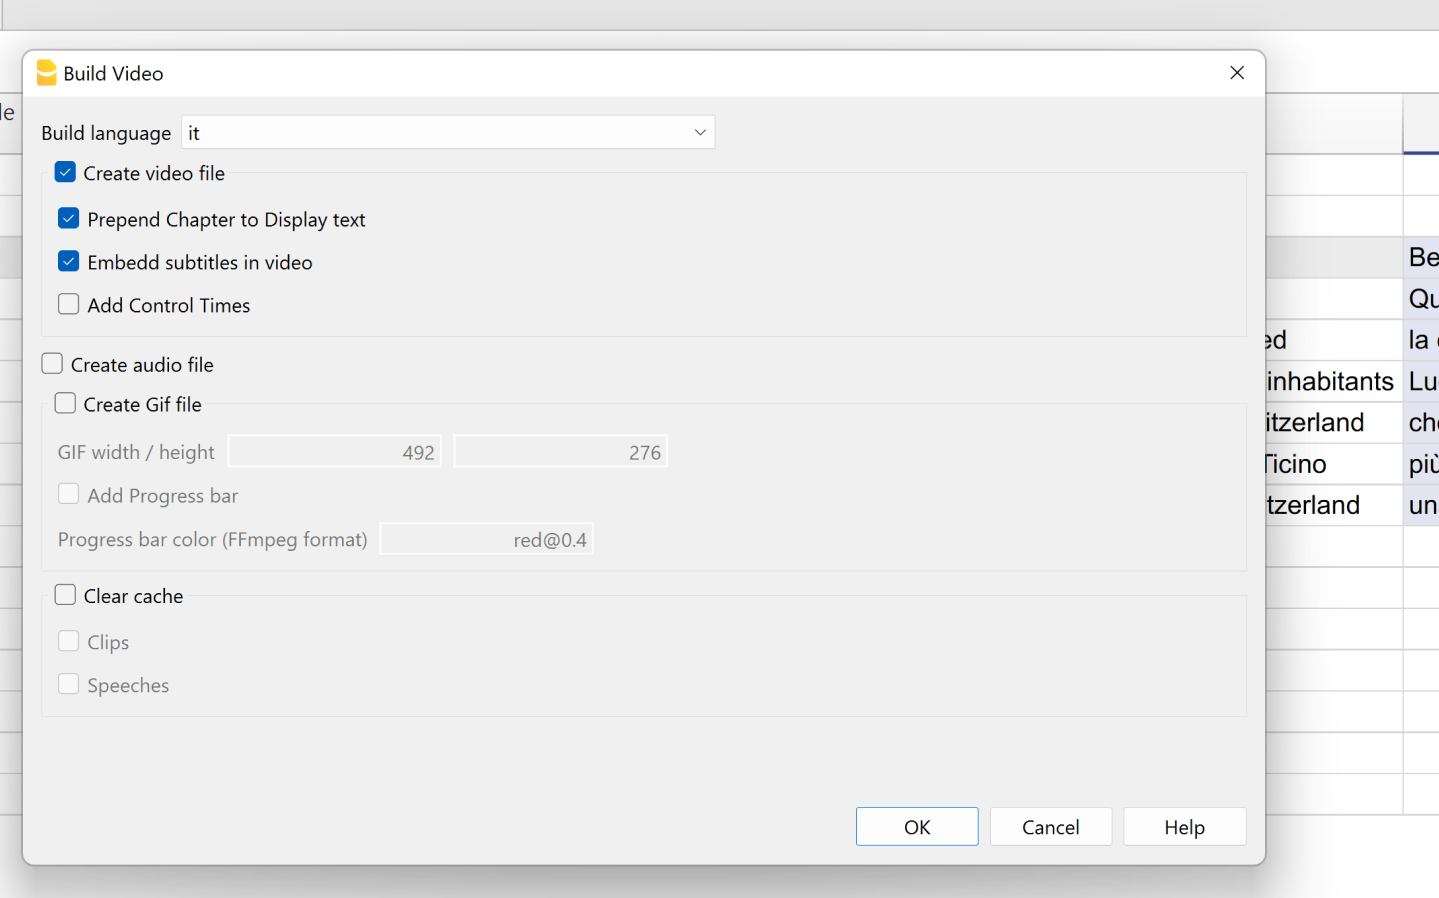 Build Video
le
Build language it
Create video file
Prepend Chapter to Display text
Embedd subtitles in video
Add Control Times
Create audio file
Create Gif file
GIF width / height 492 276
Add Progress bar
Progress bar color (FFmpeg format) red@0.4
Clear cache
Clips
Speeches
OK Cancel Help
Be
Qu
ed la
inhabitants Lu
itzerland ch
Ticino più
tzerland un